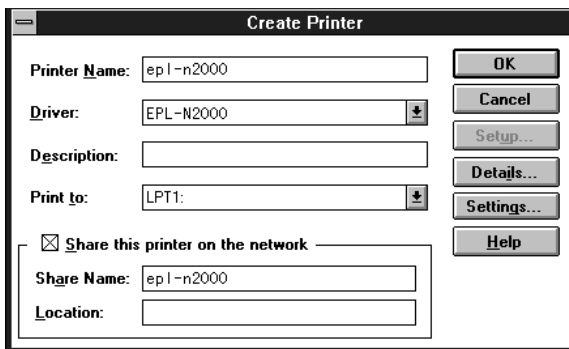 Create Printer
Printer Name: epl-n2000
Driver: EPL-N2000
Description:
Print to: LPT1:
Share this printer on the network
Share Name: epl-n2000
Location:
OK
Cancel
Setup...
Details...
Settings...
Help